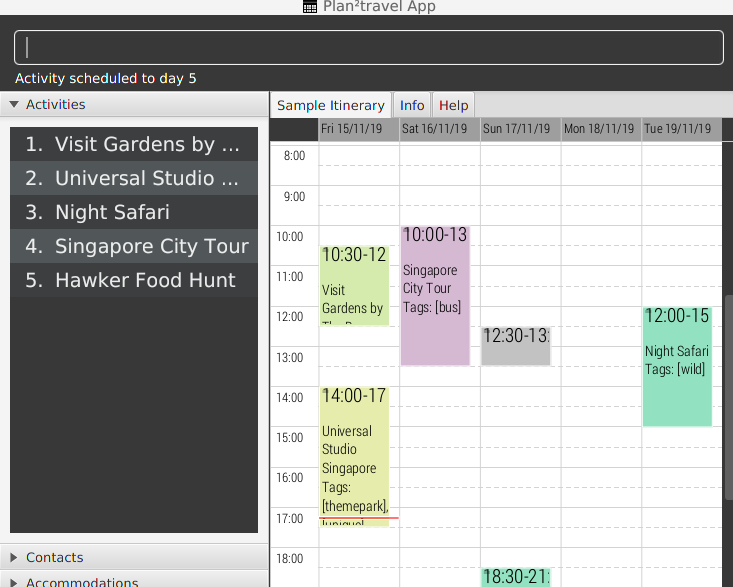 Plan²travel App
Activity scheduled to day 5
Activities
1. Visit Gardens by ...
2. Universal Studio ...
3. Night Safari
4. Singapore City Tour
5. Hawker Food Hunt
Contacts
Accommodations
Sample Itinerary
Info
Help
Fri 15/11/19
Sat 16/11/19
Sun 17/11/19
Mon 18/11/19
Tue 19/11/19
8:00
9:00
10:00
11:00
12:00
13:00
14:00
15:00
16:00
17:00
18:00
10:30-12
Visit
Gardens by
14:00-17
Universal
Studio
Singapore
Tags:
[themepark],
10:00-13
Singapore
City Tour
Tags: [bus]
12:30-13:
18:30-21:
12:00-15
Night Safari
Tags: [wild]